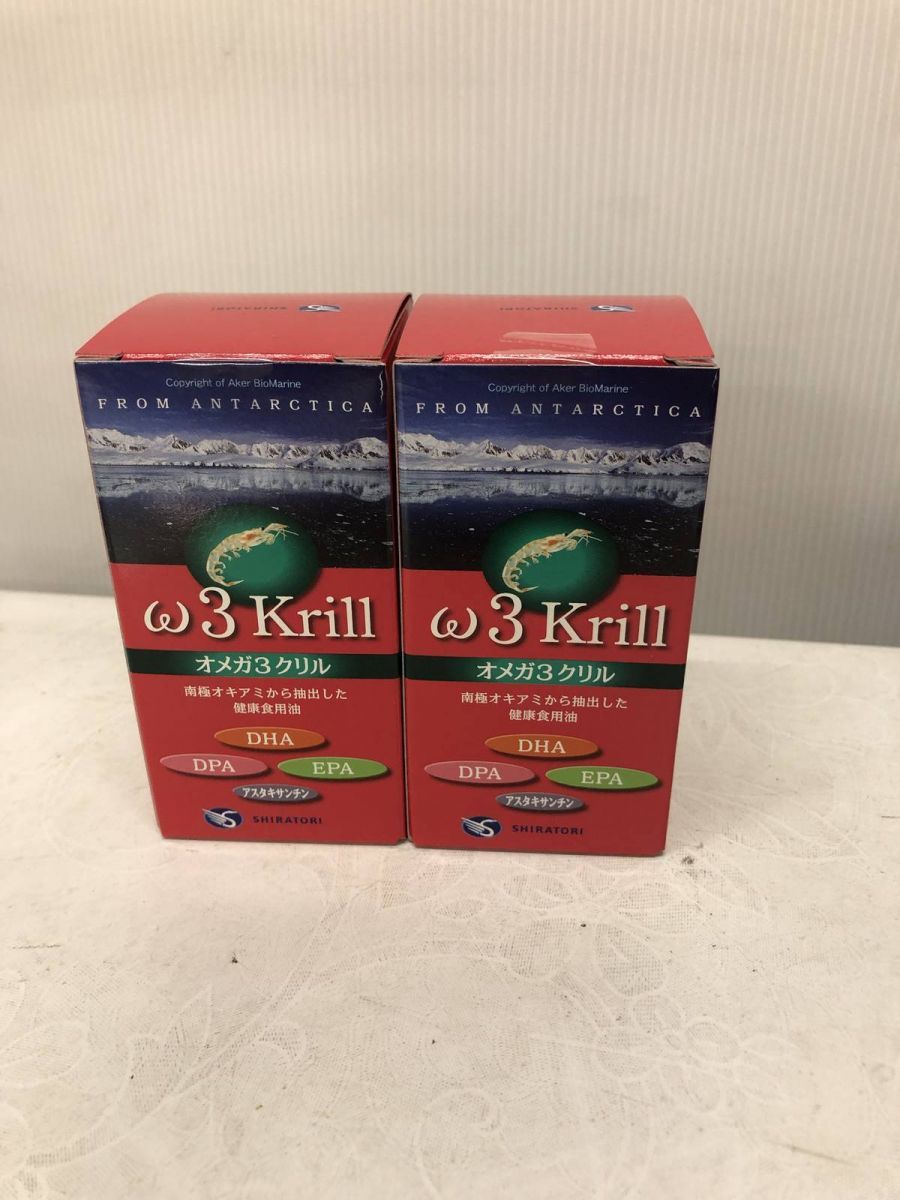 SHIRATORI
Copyright of Aker BioMarine
FROM ANTARCTICA
ω3 Krill
オメガ3クリル
南極オキアミから抽出した
健康食用油
DHA
DPA
EPA
アスタキサンチン
S SHIRATORI
SHIRATORI
Copyright of Aker BioMarine
FROM ANTARCTICA
ω3 Krill
オメガ3クリル
南極オキアミから抽出した
健康食用油
DHA
DPA
EPA
アスタキサンチン
S SHIRATORI